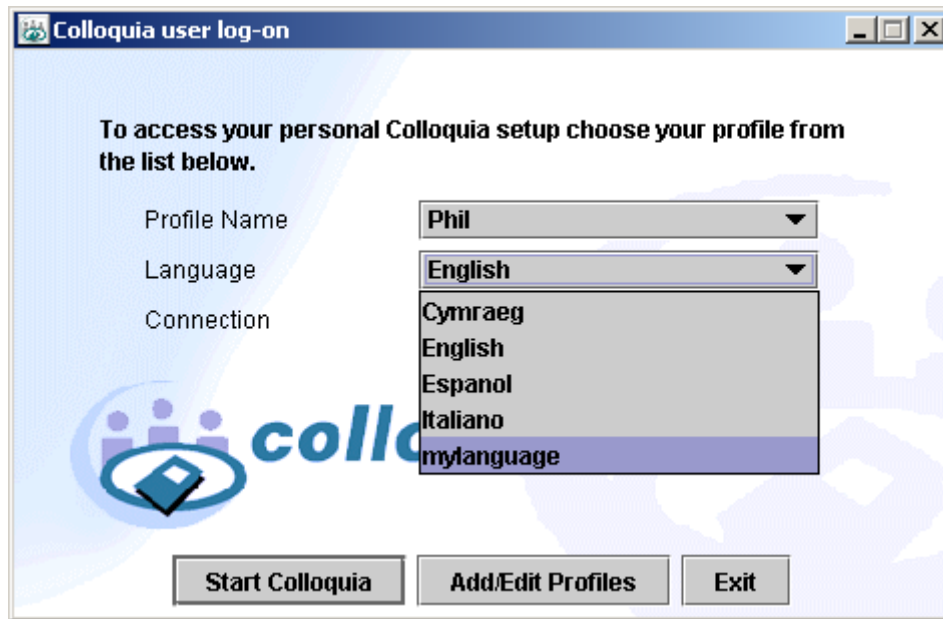 Colloquia user log-on
To access your personal Colloquia setup choose your profile from
the list below.
Profile Name Phil
Language English
Connection
Cymraeg
English
Espanol
Italiano
mylanguage
Start Colloquia Add/Edit Profiles Exit